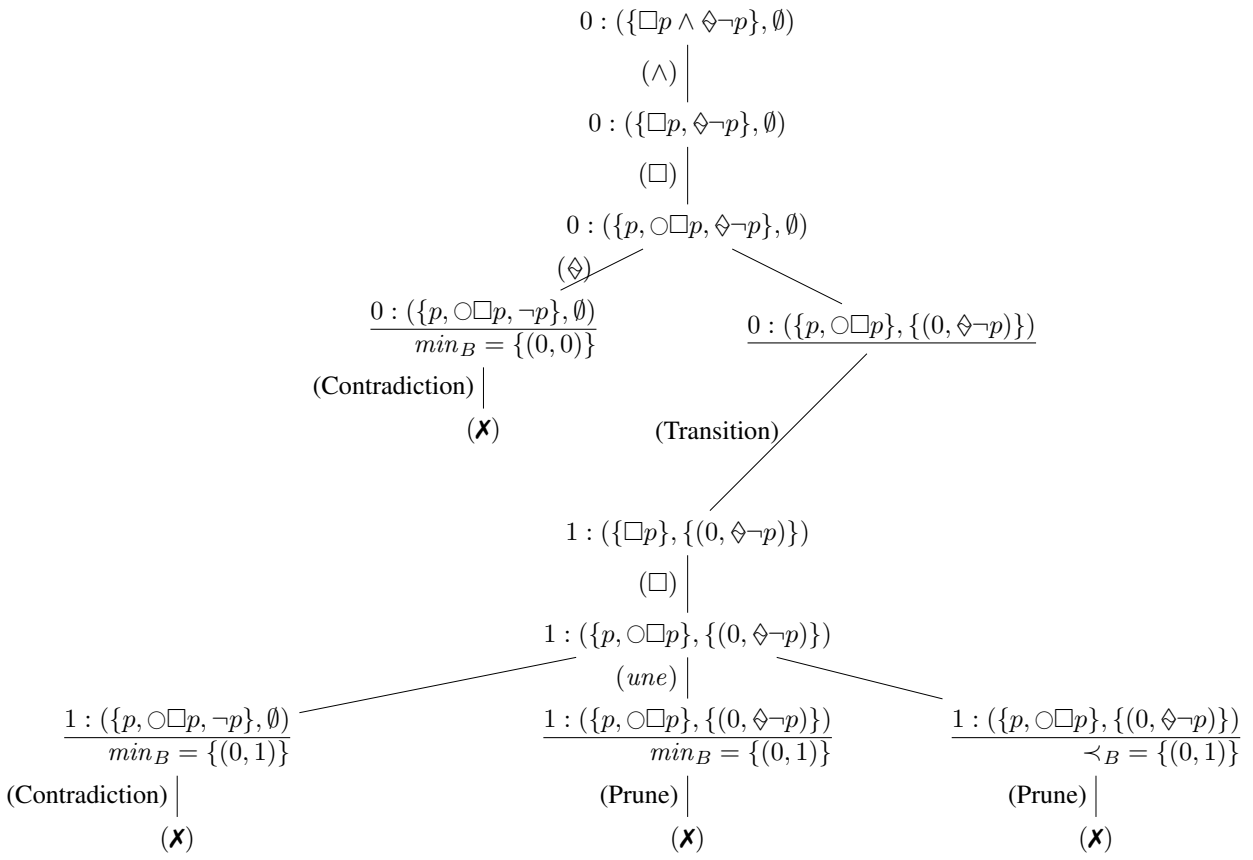 0 : ({□p ∧ ⟐¬p}, ∅)
(∧)
0 : ({□p, ⟐¬p}, ∅)
(□)
0 : ({p, ○□p, ⟐¬p}, ∅)
(⟐)
0 : ({p, ○□p, ¬p}, ∅)
min_B = {(0, 0)}
0 : ({p, ○□p}, {(0, ⟐¬p)})
(Contradiction)
(✗)
(Transition)
1 : ({□p}, {(0, ⟐¬p)})
(□)
1 : ({p, ○□p}, {(0, ⟐¬p)})
(une)
1 : ({p, ○□p, ¬p}, ∅)
min_B = {(0, 1)}
1 : ({p, ○□p}, {(0, ⟐¬p)})
min_B = {(0, 1)}
1 : ({p, ○□p}, {(0, ⟐¬p)})
≺_B = {(0, 1)}
(Contradiction)
(Prune)
(Prune)
(✗)
(✗)
(✗)